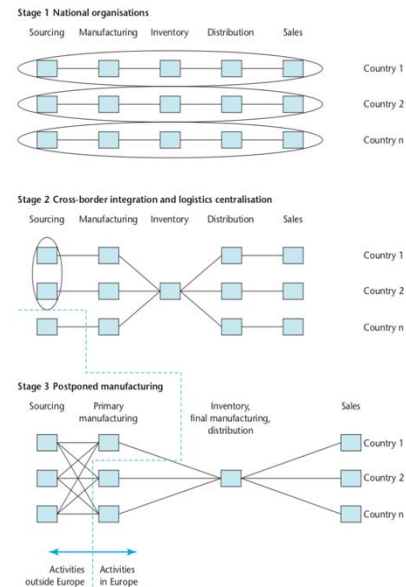 Stage 1 National organisations
Sourcing Manufacturing Inventory Distribution Sales
Country 1
Country 2
Country n
Stage 2 Cross-border integration and logistics centralisation
Sourcing Manufacturing Inventory Distribution Sales
Country 1
Country 2
Country n
Stage 3 Postponed manufacturing
Sourcing Primary Inventory, Sales
manufacturing final manufacturing,
distribution
Country 1
Country 2
Country n
Activities Activities
outside Europe in Europe